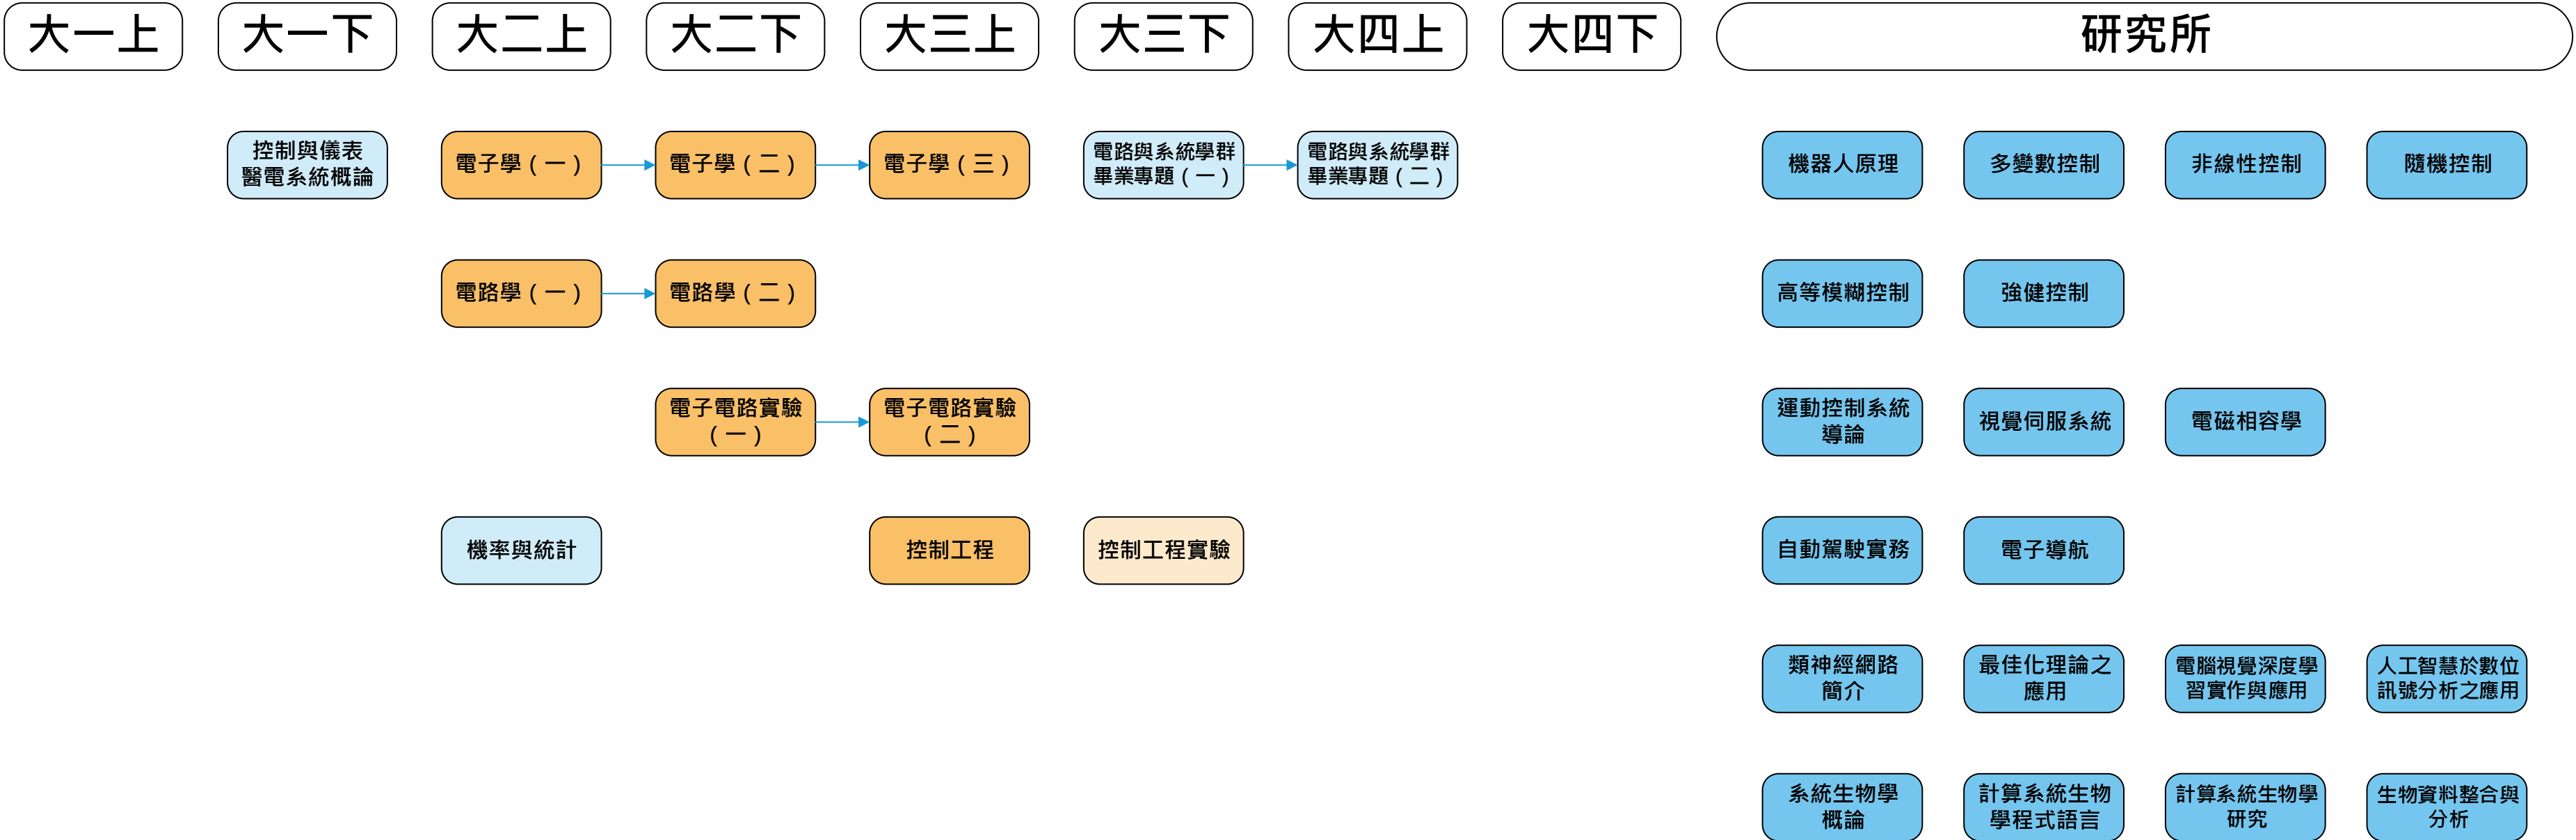 大一上
大一下
大二上
大二下
大三上
大三下
大四上
大四下
研究所
控制與儀表
醫電系統概論
電子學(一)
電子學(二)
電子學(三)
電路與系統學群
畢業專題(一)
電路與系統學群
畢業專題(二)
機器人原理
多變數控制
非線性控制
隨機控制
電路學(一)
電路學(二)
高等模糊控制
強健控制
電子電路實驗
(一)
電子電路實驗
(二)
運動控制系統
導論
視覺伺服系統
電磁相容學
機率與統計
控制工程
控制工程實驗
自動駕駛實務
電子導航
類神經網路
簡介
最佳化理論之
應用
電腦視覺深度學
習實作與應用
人工智慧於數位
訊號分析之應用
系統生物學
概論
計算系統生物
學程式語言
計算系統生物學
研究
生物資料整合與
分析